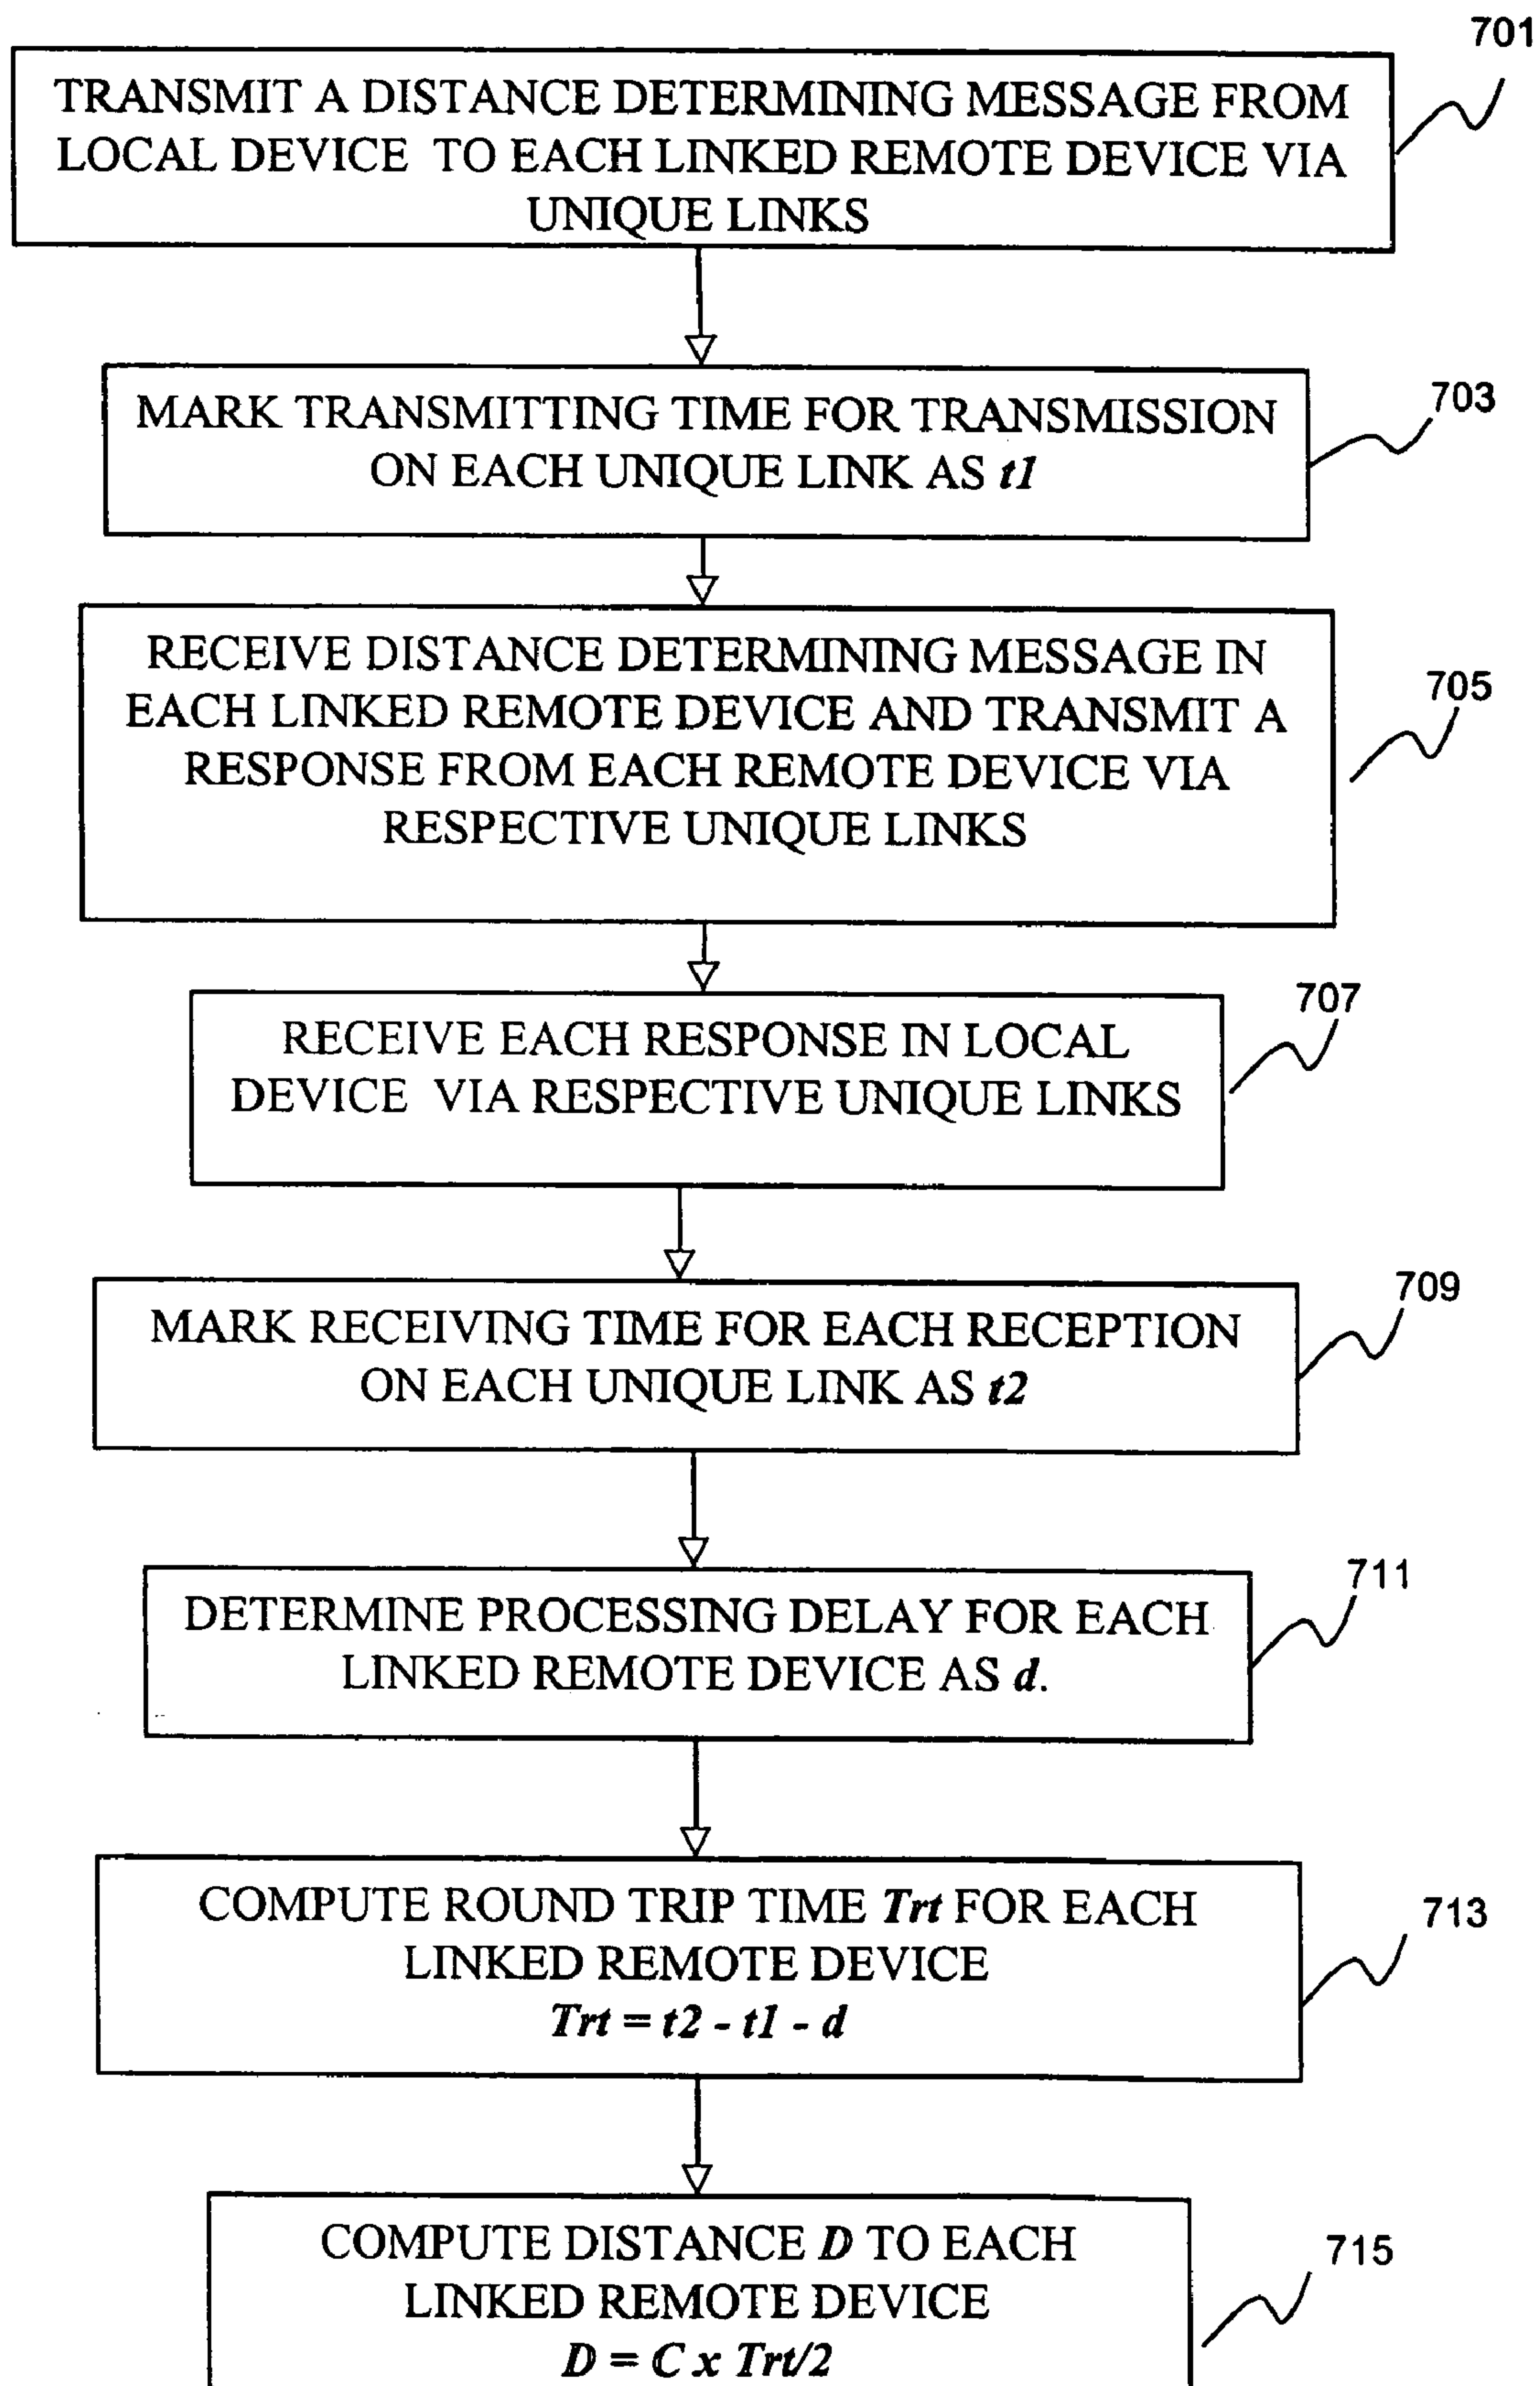 701
TRANSMIT A DISTANCE DETERMINING MESSAGE FROM
LOCAL DEVICE TO EACH LINKED REMOTE DEVICE VIA
UNIQUE LINKS
703
MARK TRANSMITTING TIME FOR TRANSMISSION
ON EACH UNIQUE LINK AS t1
705
RECEIVE DISTANCE DETERMINING MESSAGE IN
EACH LINKED REMOTE DEVICE AND TRANSMIT A
RESPONSE FROM EACH REMOTE DEVICE VIA
RESPECTIVE UNIQUE LINKS
707
RECEIVE EACH RESPONSE IN LOCAL
DEVICE VIA RESPECTIVE UNIQUE LINKS
709
MARK RECEIVING TIME FOR EACH RECEPTION
ON EACH UNIQUE LINK AS t2
711
DETERMINE PROCESSING DELAY FOR EACH
LINKED REMOTE DEVICE AS d.
713
COMPUTE ROUND TRIP TIME Trt FOR EACH
LINKED REMOTE DEVICE
Trt = t2 - t1 - d
715
COMPUTE DISTANCE D TO EACH
LINKED REMOTE DEVICE
D = C x Trt/2